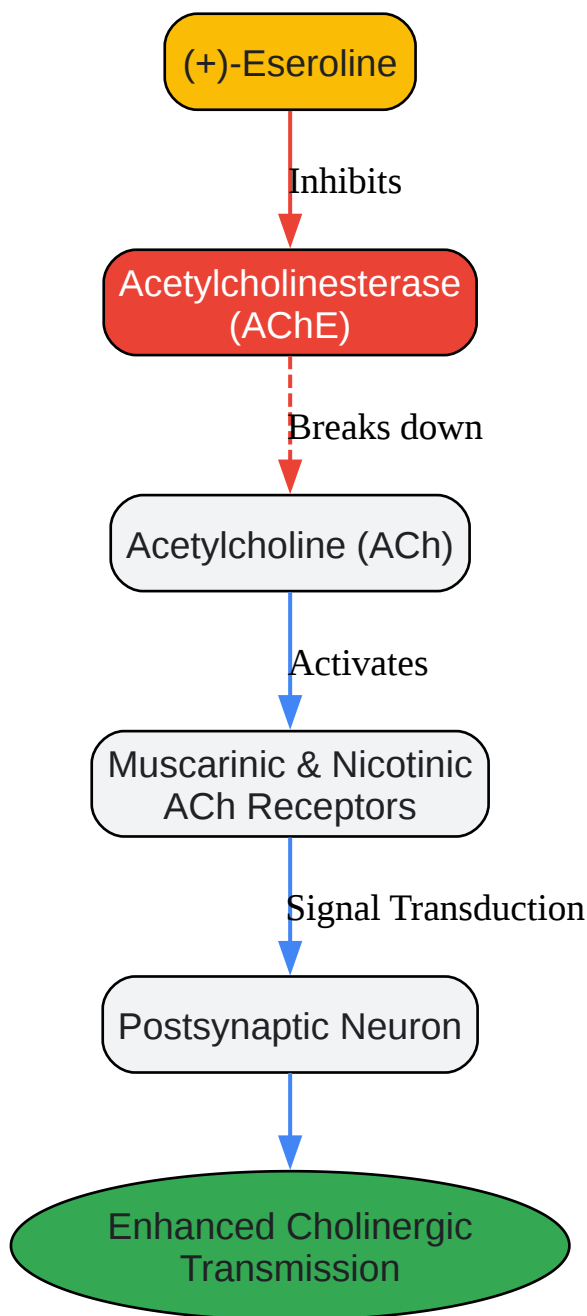 (+)-Eseroline
Inhibits
Acetylcholinesterase
(AChE)
Breaks down
Acetylcholine (ACh)
Activates
Muscarinic & Nicotinic
ACh Receptors
Signal Transduction
Postsynaptic Neuron
Enhanced Cholinergic
Transmission